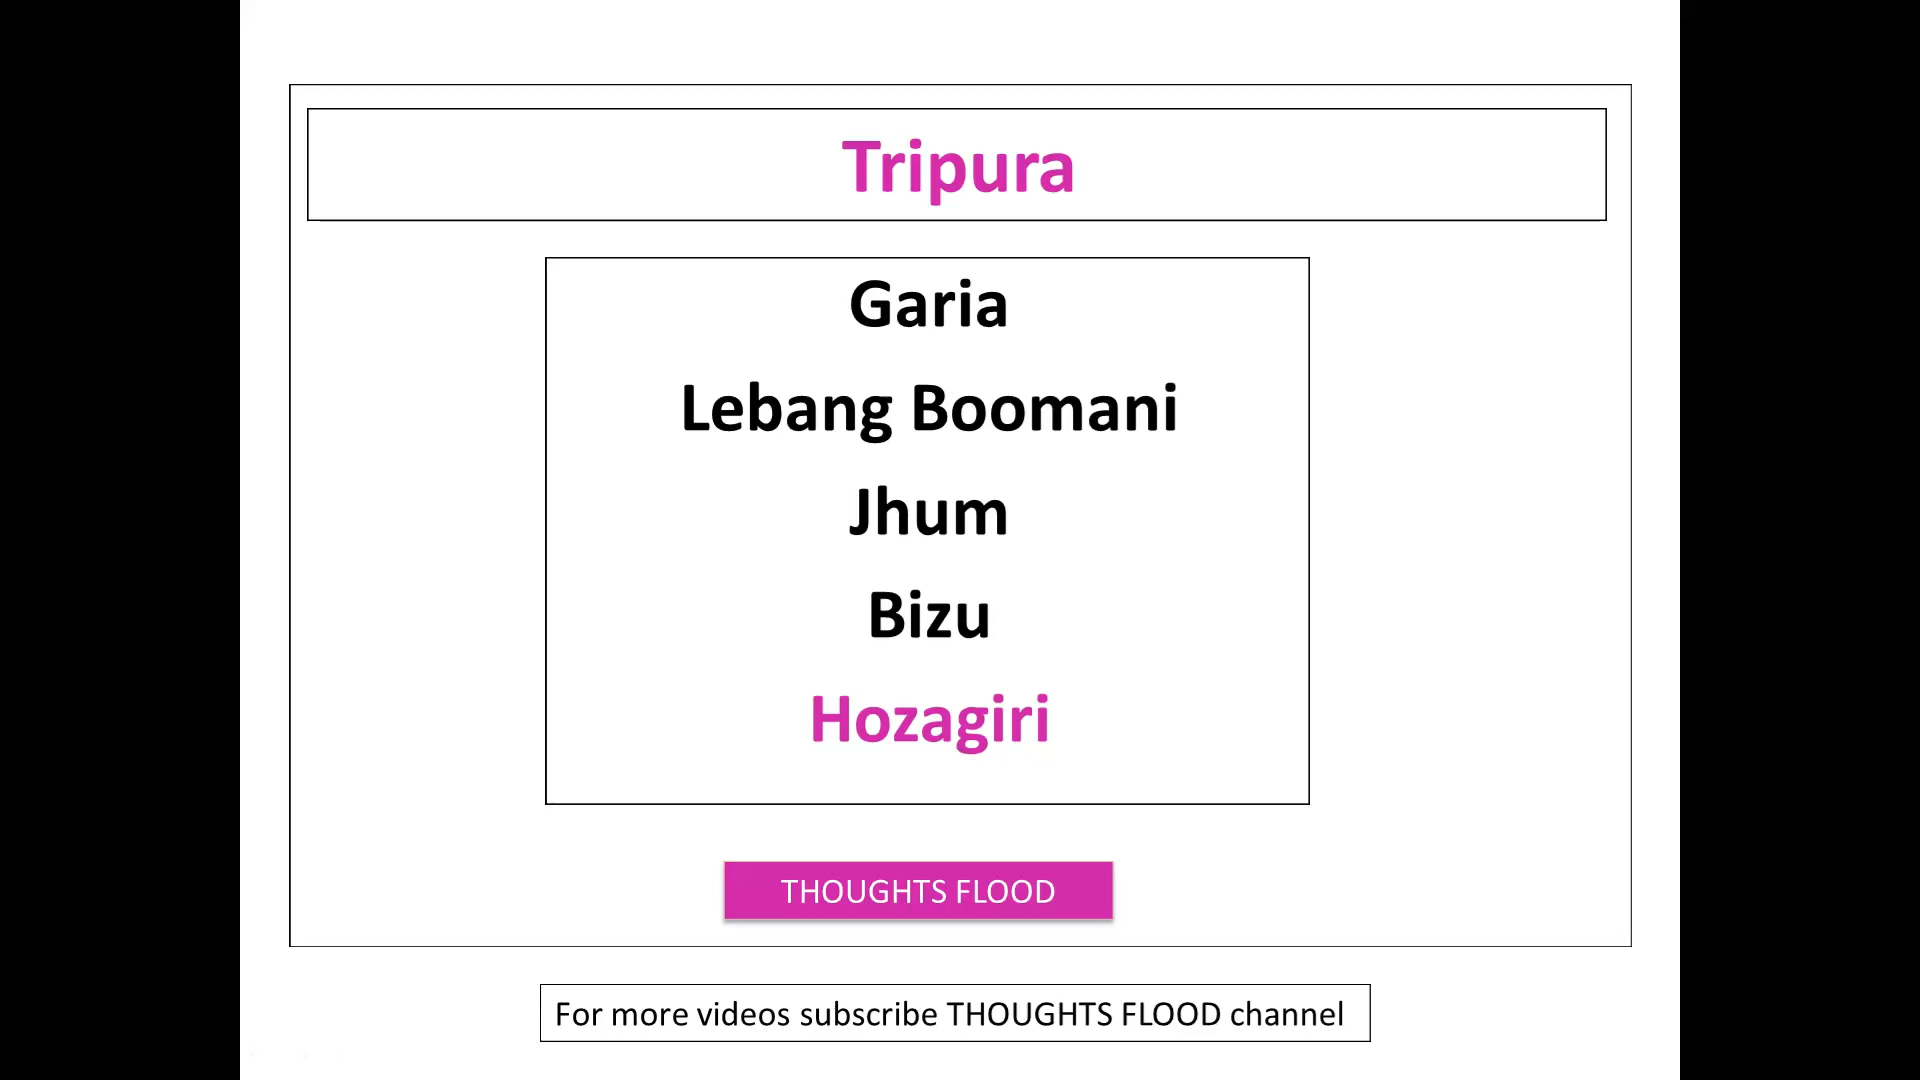 Tripura
Garia
Lebang Boomani
Jhum
Bizu
Hozagiri
THOUGHTS FLOOD
For more videos subscribe THOUGHTS FLOOD channel